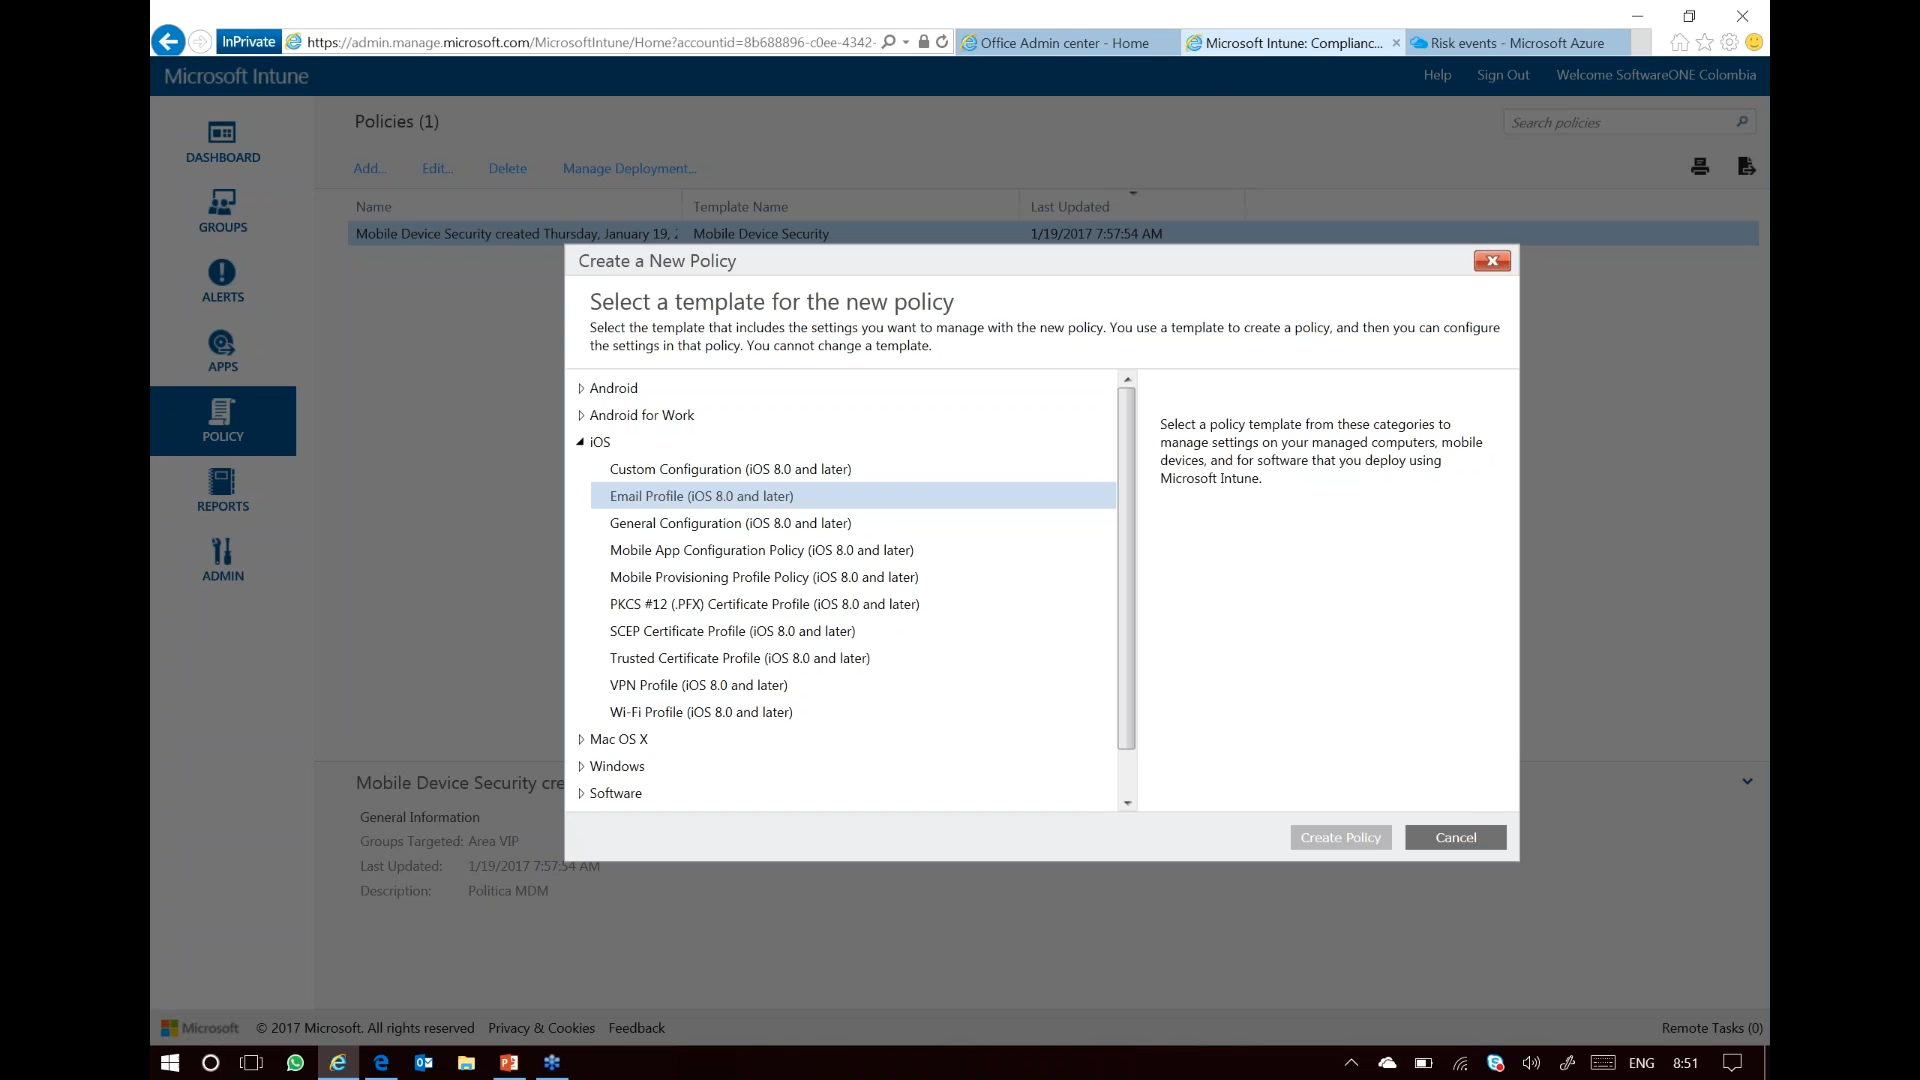 InPrivate
https://admin.manage.microsoft.com/MicrosoftIntune/Home?accountid=8b688896-c0ee-4342-
Office Admin center - Home
Microsoft Intune: Complianc...
Risk events - Microsoft Azure
Microsoft Intune
Help
Sign Out
Welcome SoftwareONE Colombia
DASHBOARD
GROUPS
ALERTS
APPS
POLICY
REPORTS
ADMIN
Policies (1)
Search policies
Add...
Edit...
Delete
Manage Deployment...
Name
Template Name
Last Updated
Mobile Device Security created Thursday, January 19,
Mobile Device Security
1/19/2017 7:57:54 AM
Create a New Policy
Select a template for the new policy
Select the template that includes the settings you want to manage with the new policy. You use a template to create a policy, and then you can configure
the settings in that policy. You cannot change a template.
Android
Android for Work
iOS
Custom Configuration (iOS 8.0 and later)
Email Profile (iOS 8.0 and later)
General Configuration (iOS 8.0 and later)
Mobile App Configuration Policy (iOS 8.0 and later)
Mobile Provisioning Profile Policy (iOS 8.0 and later)
PKCS #12 (.PFX) Certificate Profile (iOS 8.0 and later)
SCEP Certificate Profile (iOS 8.0 and later)
Trusted Certificate Profile (iOS 8.0 and later)
VPN Profile (iOS 8.0 and later)
Wi-Fi Profile (iOS 8.0 and later)
Mac OS X
Windows
Software
Select a policy template from these categories to
manage settings on your managed computers, mobile
devices, and for software that you deploy using
Microsoft Intune.
Create Policy
Cancel
Mobile Device Security cre
General Information
Groups Targeted: Area VIP
Last Updated: 1/19/2017 7:57:54 AM
Description: Politica MDM
Microsoft
© 2017 Microsoft. All rights reserved
Privacy & Cookies
Feedback
Remote Tasks (0)
ENG
8:51